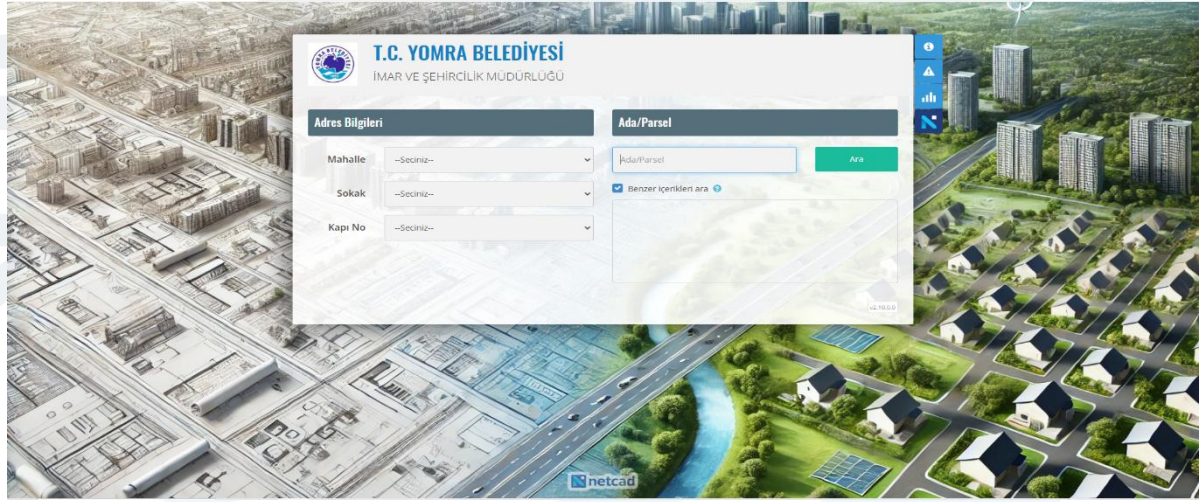 T.C. YOMRA BELEDİYESİ
İMAR VE ŞEHİRCİLİK MÜDÜRLÜĞÜ
Adres Bilgileri
Mahalle --Seciniz--
Sokak --Seciniz--
Kapı No --Seciniz--
Ada/Parsel
Ada/Parsel Ara
Benzer içerikleri ara
netcad